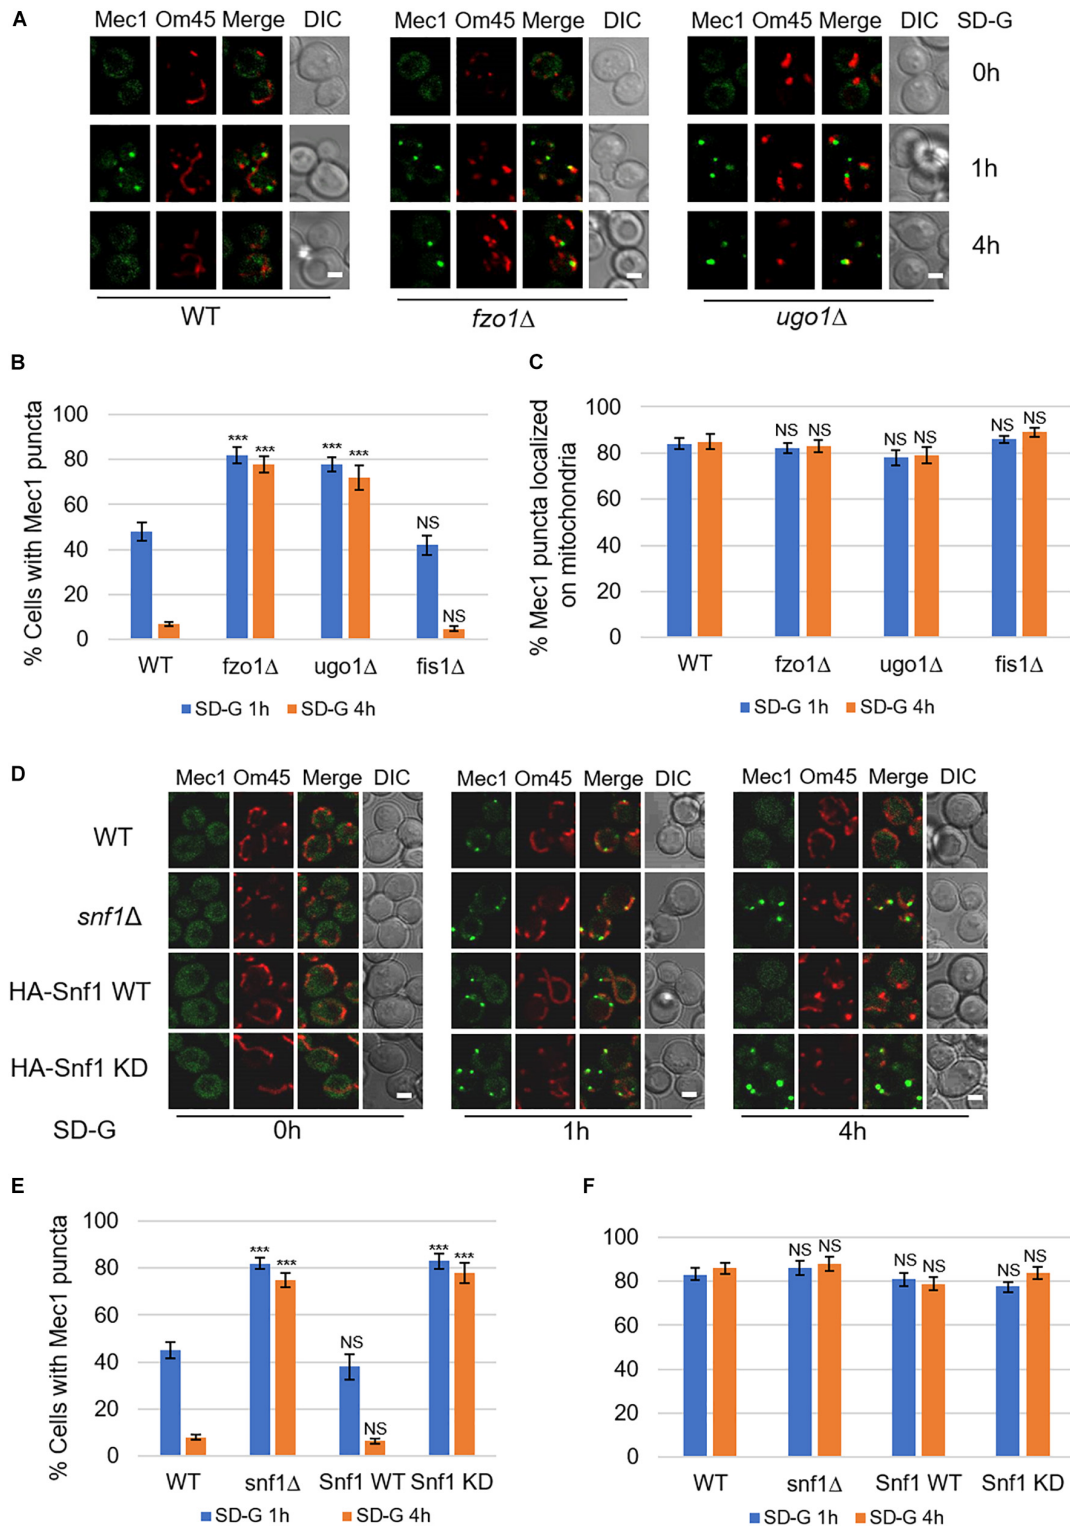 A
Mec1 Om45 Merge DIC Mec1 Om45 Merge DIC Mec1 Om45 Merge DIC SD-G
0h
1h
4h
WT fzo1Δ ugo1Δ
B
% Cells with Mec1 puncta
100
80
60
40
20
0
*** *** *** *** NS NS
WT fzo1Δ ugo1Δ fis1Δ
SD-G 1h SD-G 4h
C
% Mec1 puncta localized
on mitochondria
100
80
60
40
20
0
NS NS NS NS NS NS
WT fzo1Δ ugo1Δ fis1Δ
SD-G 1h SD-G 4h
D
Mec1 Om45 Merge DIC Mec1 Om45 Merge DIC Mec1 Om45 Merge DIC
WT
snf1Δ
HA-Snf1 WT
HA-Snf1 KD
SD-G 0h 1h 4h
E
% Cells with Mec1 puncta
100
80
60
40
20
0
*** *** NS NS *** ***
WT snf1Δ Snf1 WT Snf1 KD
SD-G 1h SD-G 4h
F
100
80
60
40
20
0
NS NS NS NS NS NS
WT snf1Δ Snf1 WT Snf1 KD
SD-G 1h SD-G 4h